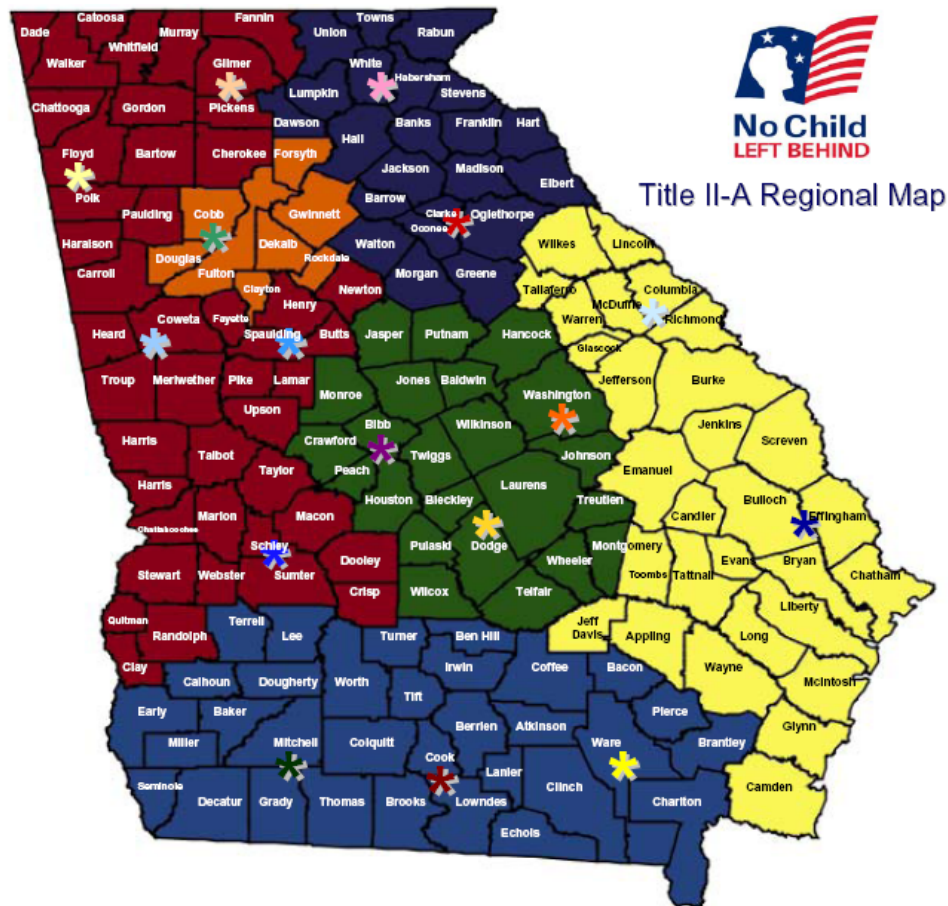 Towns
Catoosa
Fannin
Dade
Murray
Union
Rabun
Whitfield
Walker
Gilmer
White
Habersham
Lumpkin
Stevens
Chattooga
Gordon
Pickens
No Child
LEFT BEHIND
Title II-A Regional Map
Dawson
Banks
Franklin
Hart
Hall
Floyd
Bartow
Cherokee
Forsyth
Jackson
Madison
Elbert
Polk
Barrow
Paulding
Cobb
Gwinnett
Clarke
Oglethorpe
Oconee
Haralson
Dekalb
Walton
Wilkes
Lincoln
Douglas
Rockdale
Carroll
Fulton
Morgan
Greene
Clayton
Newton
Taliaferro
Columbia
Henry
McDuffie
Coweta
Fayette
Warren
Richmond
Heard
Spaulding
Butts
Jasper
Putnam
Hancock
Glascock
Troup
Meriwether
Pike
Lamar
Jones
Baldwin
Jefferson
Burke
Monroe
Washington
Upson
Bibb
Wilkinson
Jenkins
Harris
Crawford
Screven
Talbot
Twiggs
Johnson
Taylor
Peach
Emanuel
Harris
Laurens
Houston
Bleckley
Treutlen
Bulloch
Marion
Macon
Candler
Effingham
Chattahoochee
Schley
Pulaski
Dodge
Montgomery
Dooley
Wheeler
Evans
Bryan
Stewart
Webster
Sumter
Toombs
Tattnall
Chatham
Crisp
Wilcox
Telfair
Liberty
Quitman
Terrell
Jeff
Davis
Randolph
Lee
Turner
Ben Hill
Appling
Long
Clay
Irwin
Coffee
Bacon
Wayne
Calhoun
Dougherty
Worth
McIntosh
Tift
Early
Baker
Pierce
Berrien
Atkinson
Glynn
Miller
Mitchell
Colquitt
Ware
Brantley
Cook
Lanier
Seminole
Clinch
Camden
Decatur
Grady
Thomas
Brooks
Lowndes
Charlton
Echols